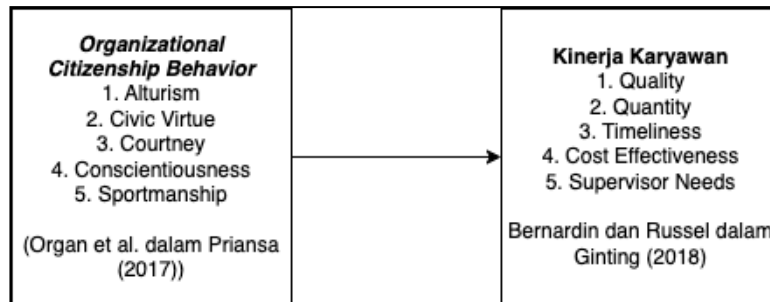 Organizational
Citizenship Behavior
1. Alturism
2. Civic Virtue
3. Courtney
4. Conscientiousness
5. Sportmanship
(Organ et al. dalam Priansa
(2017))
Kinerja Karyawan
1. Quality
2. Quantity
3. Timeliness
4. Cost Effectiveness
5. Supervisor Needs
Bernardin dan Russel dalam
Ginting (2018)